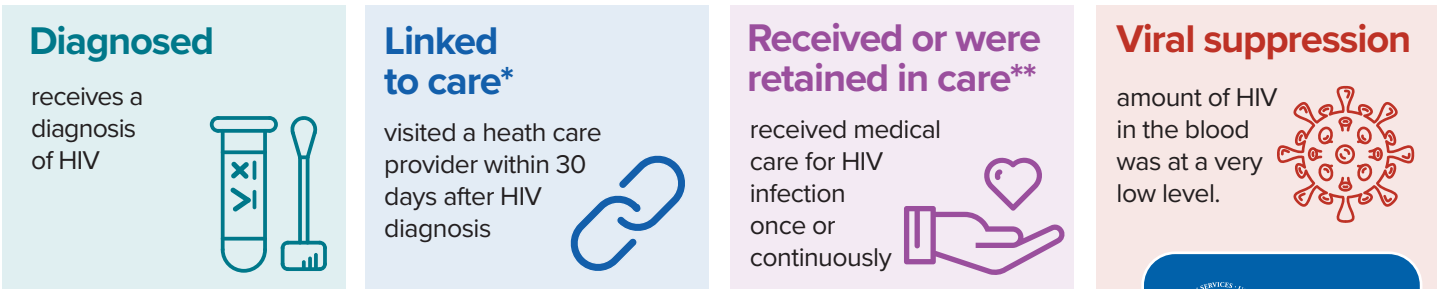 Diagnosed
receives a
diagnosis
of HIV
Linked
to care*
visited a heath care
provider within 30
days after HIV
diagnosis
Received or were
retained in care**
received medical
care for HIV
infection
once or
continuously
Viral suppression
amount of HIV
in the blood
was at a very
low level.
SERVICES